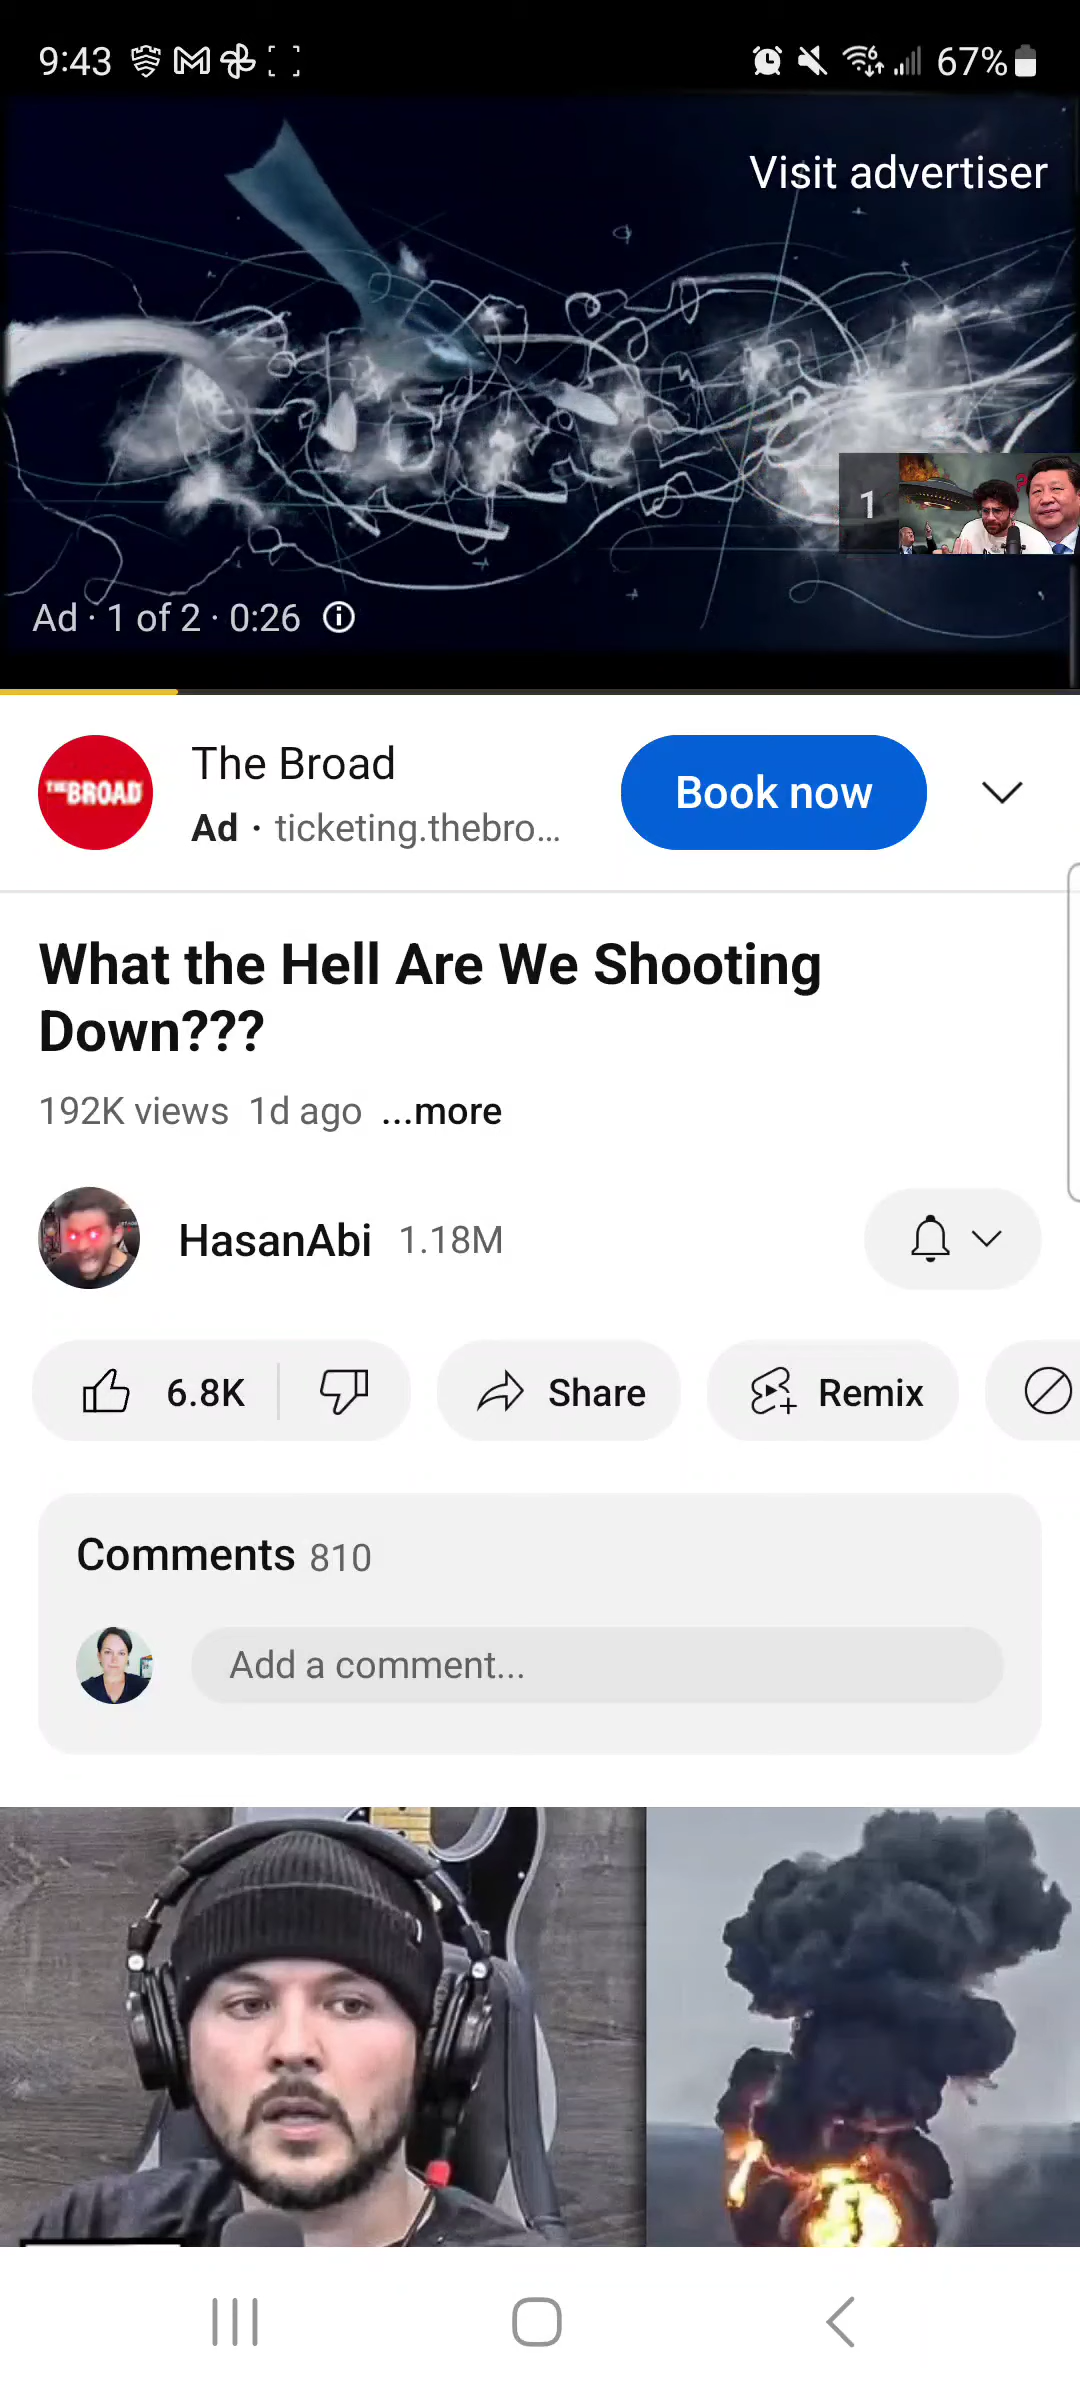 9:43
67%
Visit advertiser
1
Ad · 1 of 2 · 0:26
THE BROAD
The Broad
Ad · ticketing.thebro...
Book now
What the Hell Are We Shooting
Down???
192K views 1d ago ...more
HasanAbi 1.18M
6.8K
Share
Remix
Comments 810
Add a comment...